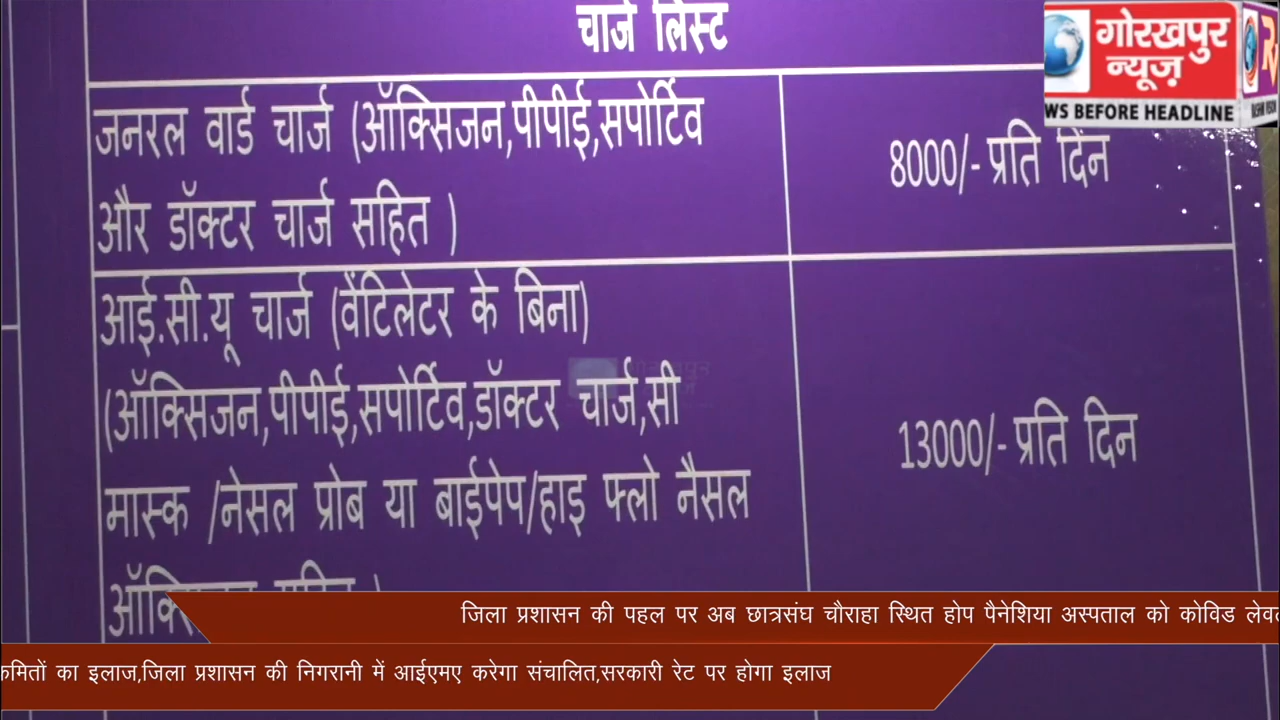 चार्ज लिस्ट
गोरखपुर
न्यूज़
WS BEFORE HEADLINE
जनरल वार्ड चार्ज (ऑक्सिजन,पीपीई,सपोर्टिव
और डॉक्टर चार्ज सहित )
8000/- प्रति दिन
आई.सी.यू चार्ज (वेंटिलेटर के बिना)
(ऑक्सिजन,पीपीई,सपोर्टिव,डॉक्टर चार्ज,सी
मास्क /नेसल प्रोब या बाईपेप/हाइ फ्लो नैसल
13000/- प्रति दिन
जिला प्रशासन की पहल पर अब छात्रसंघ चौराहा स्थित होप पैनेशिया अस्पताल को कोविड
का इलाज,जिला प्रशासन की निगरानी में आईएमए करेगा संचालित,सरकारी रेट पर होगा इलाज